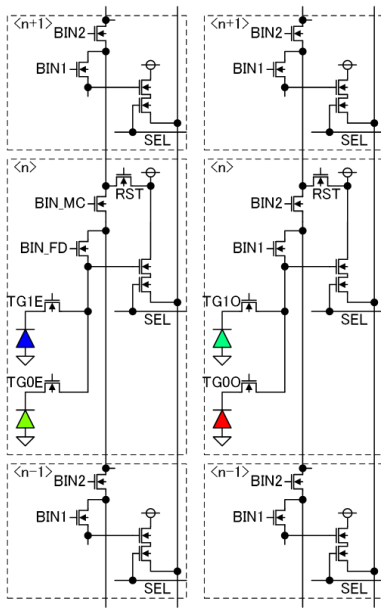 <n+1>
BIN2
BIN1
SEL
<n+1>
BIN2
BIN1
SEL
<n>
RST
BIN_MC
BIN_FD
TG1E
SEL
TG0E
<n>
RST
BIN2
BIN1
TG1O
SEL
TG0O
<n-1>
BIN2
BIN1
SEL
<n-1>
BIN2
BIN1
SEL